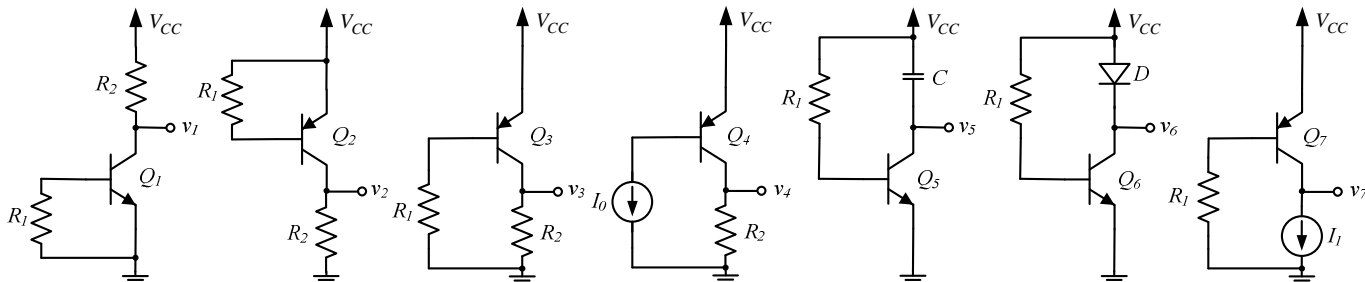 V_CC
R_2
v_1
Q_1
R_1
V_CC
R_1
Q_2
v_2
R_2
V_CC
Q_3
v_3
R_1
R_2
V_CC
Q_4
I_0
v_4
R_2
V_CC
C
R_1
v_5
Q_5
V_CC
D
R_1
v_6
Q_6
V_CC
Q_7
R_1
v_7
I_1